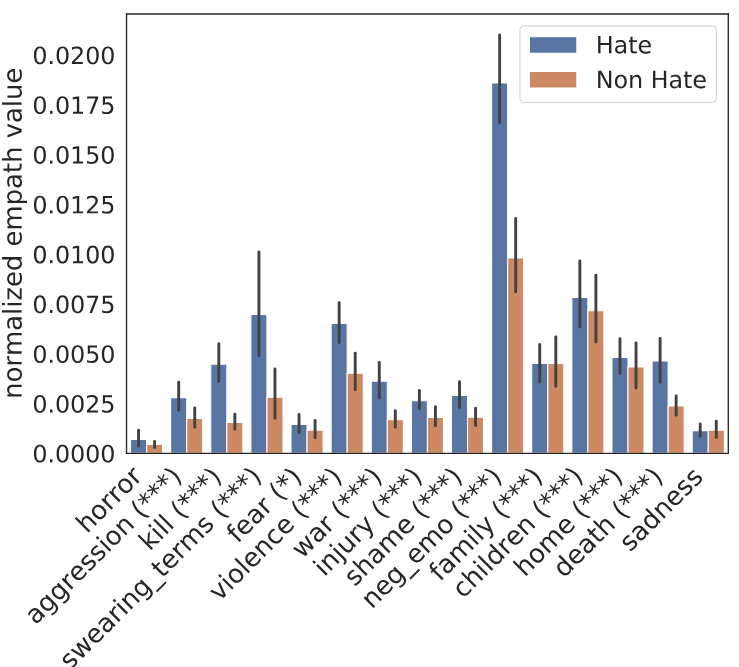 Hate
Non Hate
normalized empath value
0.0200
0.0175
0.0150
0.0125
0.0100
0.0075
0.0050
0.0025
0.0000
horror
aggression (***)
kill (***)
swearing_terms (***)
fear (*)
violence (***)
war (***)
injury (***)
shame (***)
neg_emo (***)
family (***)
children (***)
home (***)
death (***)
sadness